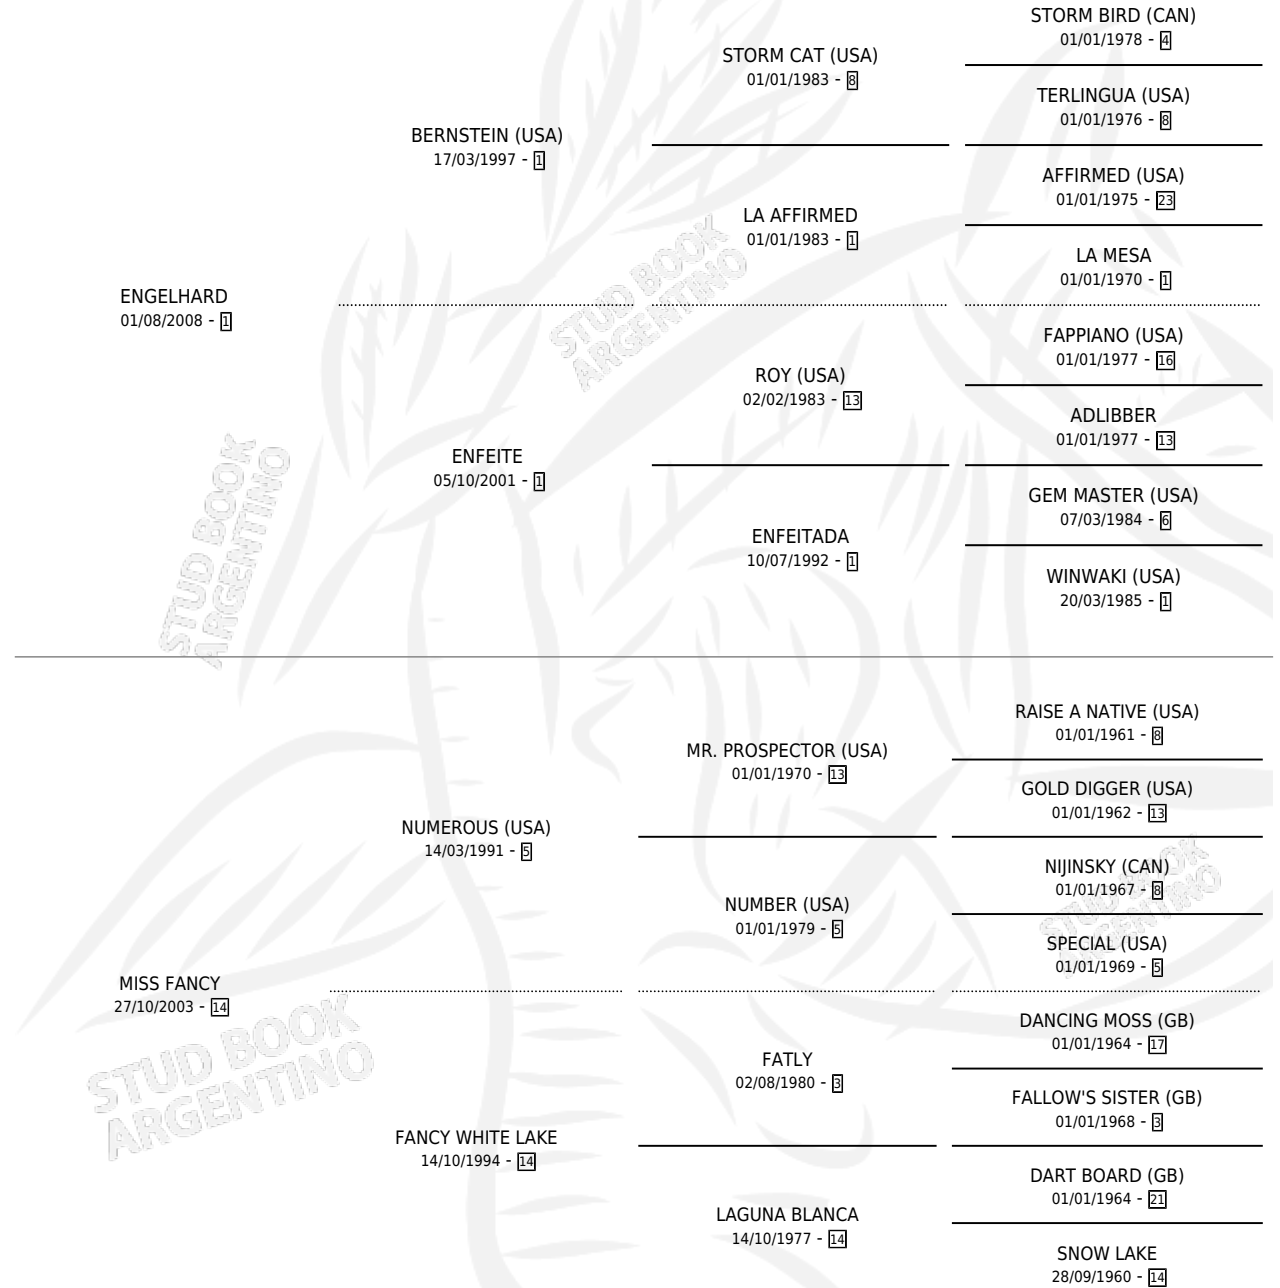 STORM BIRD (CAN)
01/01/1978 - 4
STORM CAT (USA)
01/01/1983 - 8
TERLINGUA (USA)
01/01/1976 - 8
BERNSTEIN (USA)
17/03/1997 - 1
AFFIRMED (USA)
01/01/1975 - 23
LA AFFIRMED
01/01/1983 - 1
LA MESA
01/01/1970 - 1
ENGELHARD
01/08/2008 - 1
FAPPIANO (USA)
01/01/1977 - 16
ROY (USA)
02/02/1983 - 13
ADLIBBER
01/01/1977 - 13
ENFEITE
05/10/2001 - 1
GEM MASTER (USA)
07/03/1984 - 6
ENFEITADA
10/07/1992 - 1
WINWAKI (USA)
20/03/1985 - 1
RAISE A NATIVE (USA)
01/01/1961 - 8
MR. PROSPECTOR (USA)
01/01/1970 - 13
GOLD DIGGER (USA)
01/01/1962 - 13
NUMEROUS (USA)
14/03/1991 - 5
NIJINSKY (CAN)
01/01/1967 - 8
NUMBER (USA)
01/01/1979 - 5
SPECIAL (USA)
01/01/1969 - 5
MISS FANCY
27/10/2003 - 14
DANCING MOSS (GB)
01/01/1964 - 17
FATLY
02/08/1980 - 3
FALLOW'S SISTER (GB)
01/01/1968 - 3
FANCY WHITE LAKE
14/10/1994 - 14
DART BOARD (GB)
01/01/1964 - 21
LAGUNA BLANCA
14/10/1977 - 14
SNOW LAKE
28/09/1960 - 14
STUD BOOK
ARGENTINO
STUD BOOK
ARGENTINO
STUD BOOK
ARGENTINO
STUD BOOK
ARGENTINO